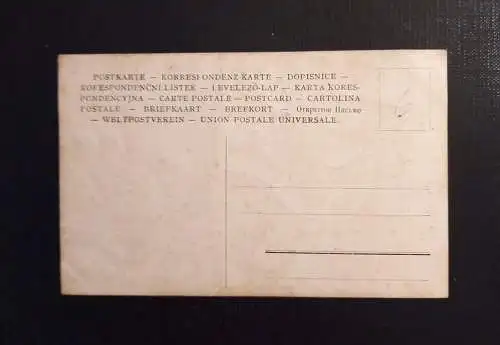 POSTKARTE — KORRESPONDENZ-KARTE — DOPISNICE —
KORESPONDENČNÍ LÍSTEK — LEVELEZŐ-LAP — KARTA KORES-
PONDENCYJNA — CARTE POSTALE — POSTCARD — CARTOLINA
POSTALE — BRIEFKAART — BREFKORT — Открытое Письмо
— WELTPOSTVEREIN — UNION POSTALE UNIVERSALE.